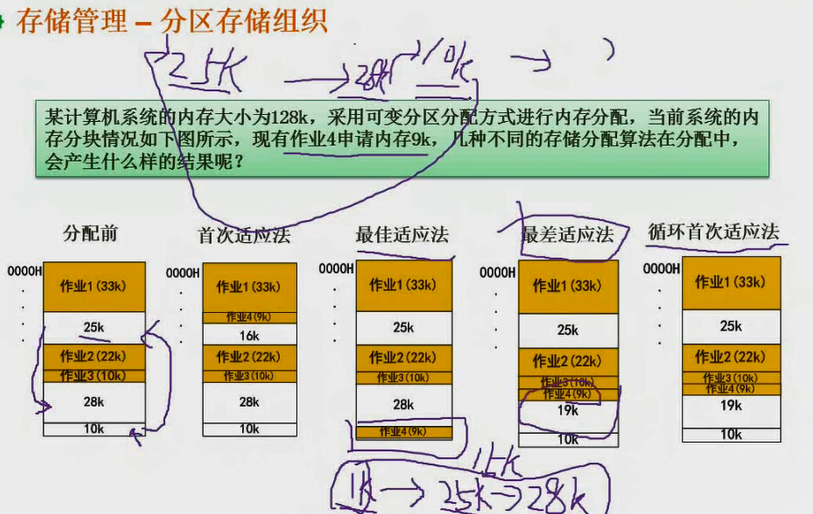 存储管理 – 分区存储组织
25K → 28K → 10K →
某计算机系统的内存大小为128k，采用可变分区分配方式进行内存分配，当前系统的内
存分块情况如下图所示，现有作业4申请内存9k，几种不同的存储分配算法在分配中，
会产生什么样的结果呢？
分配前
0000H
作业1(33k)
25k
作业2(22k)
作业3(10k)
28k
10k
首次适应法
0000H
作业1(33k)
作业4(9k)
16k
作业2(22k)
作业3(10k)
28k
10k
最佳适应法
0000H
作业1(33k)
25k
作业2(22k)
作业3(10k)
28k
作业4(9k)
最差适应法
0000H
作业1(33k)
25k
作业2(22k)
作业3(10k)
作业4(9k)
19k
10k
循环首次适应法
0000H
作业1(33k)
25k
作业2(22k)
作业3(10k)
作业4(9k)
19k
10k
1K → 25K → 28K